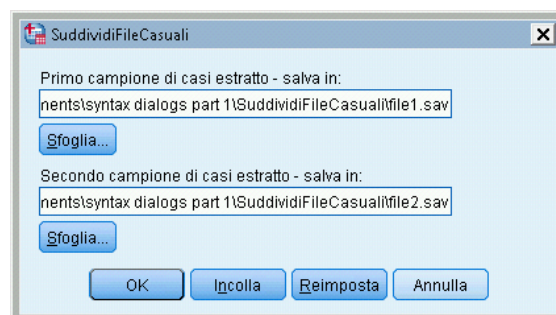 SuddividiFileCasuali
Primo campione di casi estratto - salva in:
nents\syntax dialogs part 1\SuddividiFileCasuali\file1.sav
Sfoglia...
Secondo campione di casi estratto - salva in:
nents\syntax dialogs part 1\SuddividiFileCasuali\file2.sav
Sfoglia...
OK Incolla Reimposta Annulla